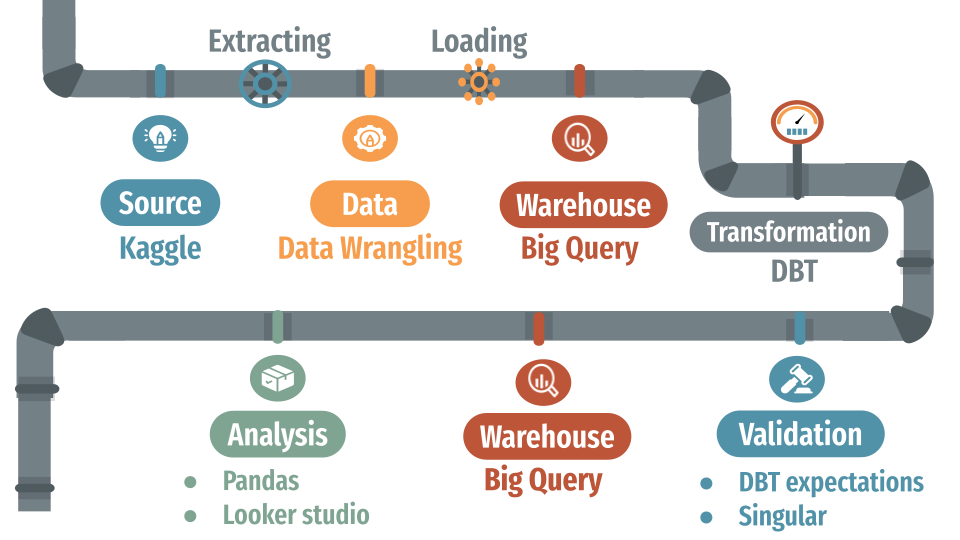 Extracting
Loading
Source
Kaggle
Data
Data Wrangling
Warehouse
Big Query
Transformation
DBT
Analysis
• Pandas
• Looker studio
Warehouse
Big Query
Validation
• DBT expectations
• Singular